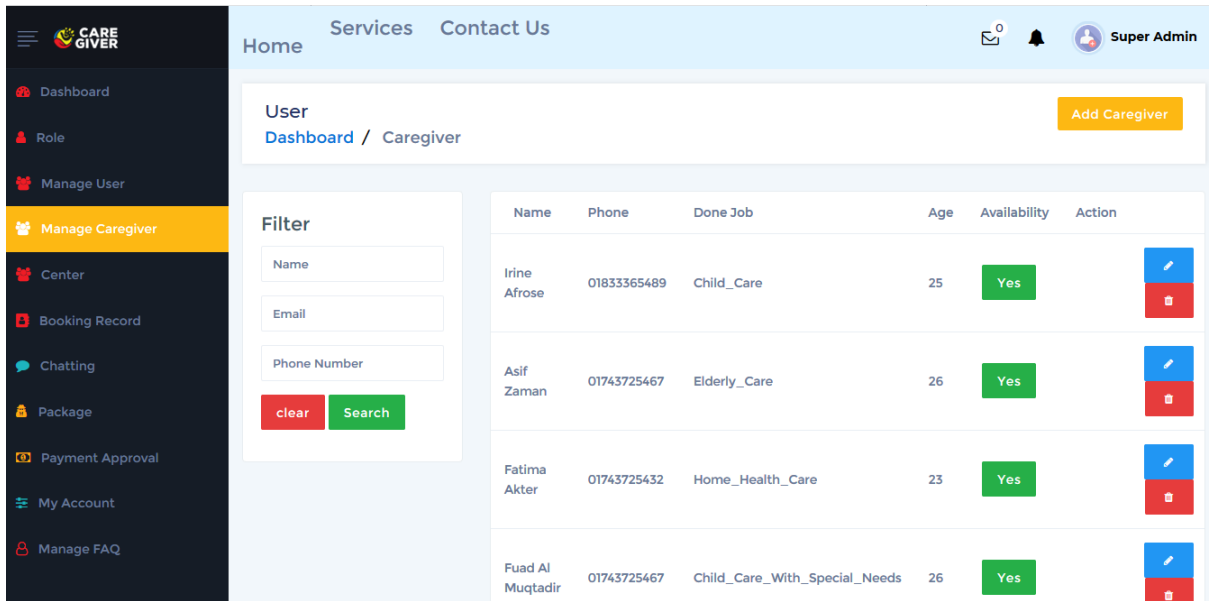 CARE
GIVER
Home Services Contact Us
0
Super Admin
Dashboard
Role
Manage User
Manage Caregiver
Center
Booking Record
Chatting
Package
Payment Approval
My Account
Manage FAQ
User
Dashboard / Caregiver
Add Caregiver
Filter
Name
Email
Phone Number
clear Search
Name Phone Done Job Age Availability Action
Irine
Afrose
01833365489 Child_Care 25 Yes
Asif
Zaman
01743725467 Elderly_Care 26 Yes
Fatima
Akter
01743725432 Home_Health_Care 23 Yes
Fuad Al
Muqtadir
01743725467 Child_Care_With_Special_Needs 26 Yes